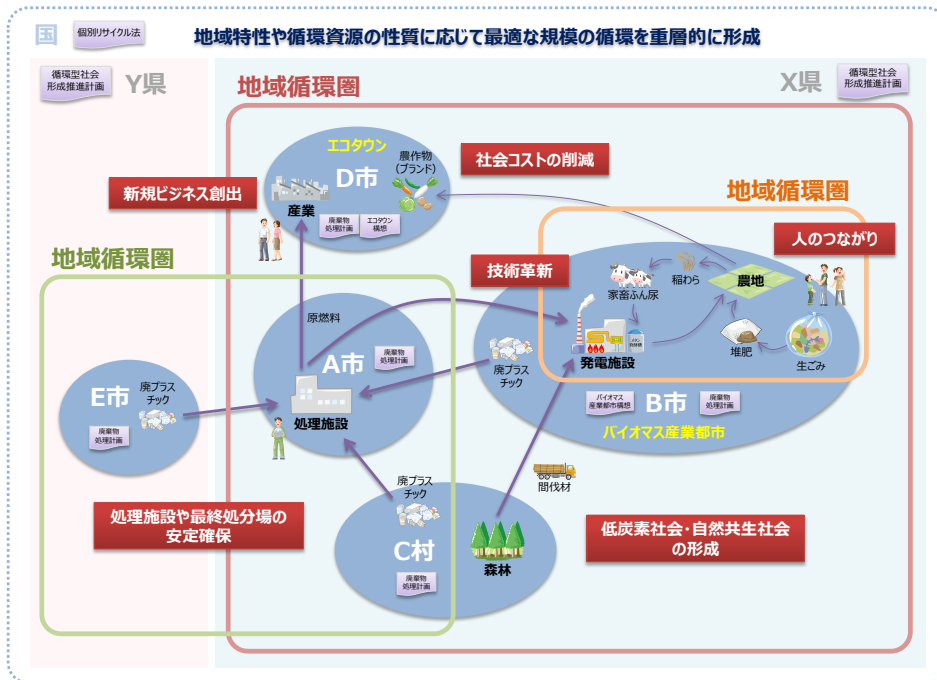 国
個別リサイクル法
地域特性や循環資源の性質に応じて最適な規模の循環を重層的に形成
循環型社会
形成推進計画
Y県
地域循環圏
X県
循環型社会
形成推進計画
エコタウン
農作物
(ブランド)
D市
産業
廃棄物
処理計画
エコタウン
構想
社会コストの削減
新規ビジネス創出
地域循環圏
人のつながり
地域循環圏
技術革新
家畜ふん尿
稲わら
農地
堆肥
生ごみ
発電施設
原燃料
A市
廃棄物
処理計画
処理施設
廃プラス
チック
バイオマス
産業都市構想
B市
廃棄物
処理計画
バイオマス産業都市
E市
廃プラス
チック
廃棄物
処理計画
間伐材
廃プラス
チック
処理施設や最終処分場の
安定確保
C村
森林
廃棄物
処理計画
低炭素社会・自然共生社会
の形成